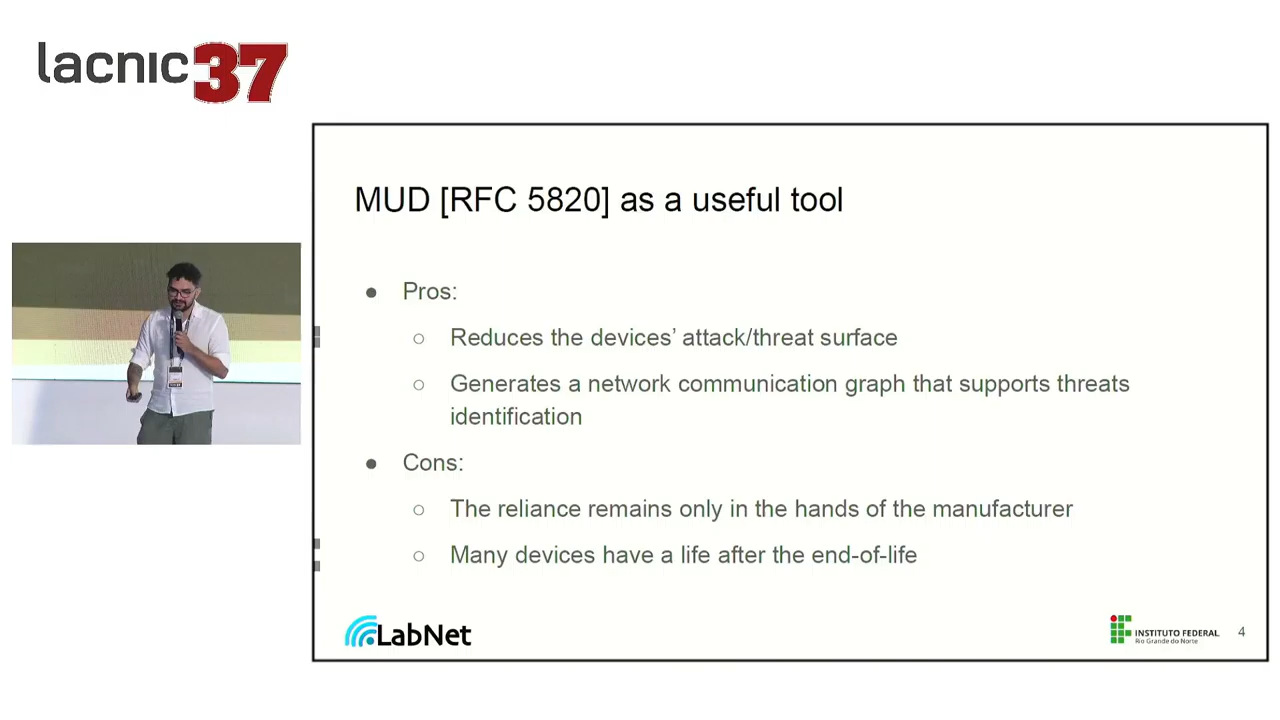 lacnic37
MUD [RFC 5820] as a useful tool
● Pros:
○ Reduces the devices’ attack/threat surface
○ Generates a network communication graph that supports threats
identification
● Cons:
○ The reliance remains only in the hands of the manufacturer
○ Many devices have a life after the end-of-life
LabNet
INSTITUTO FEDERAL
Rio Grande do Norte
4